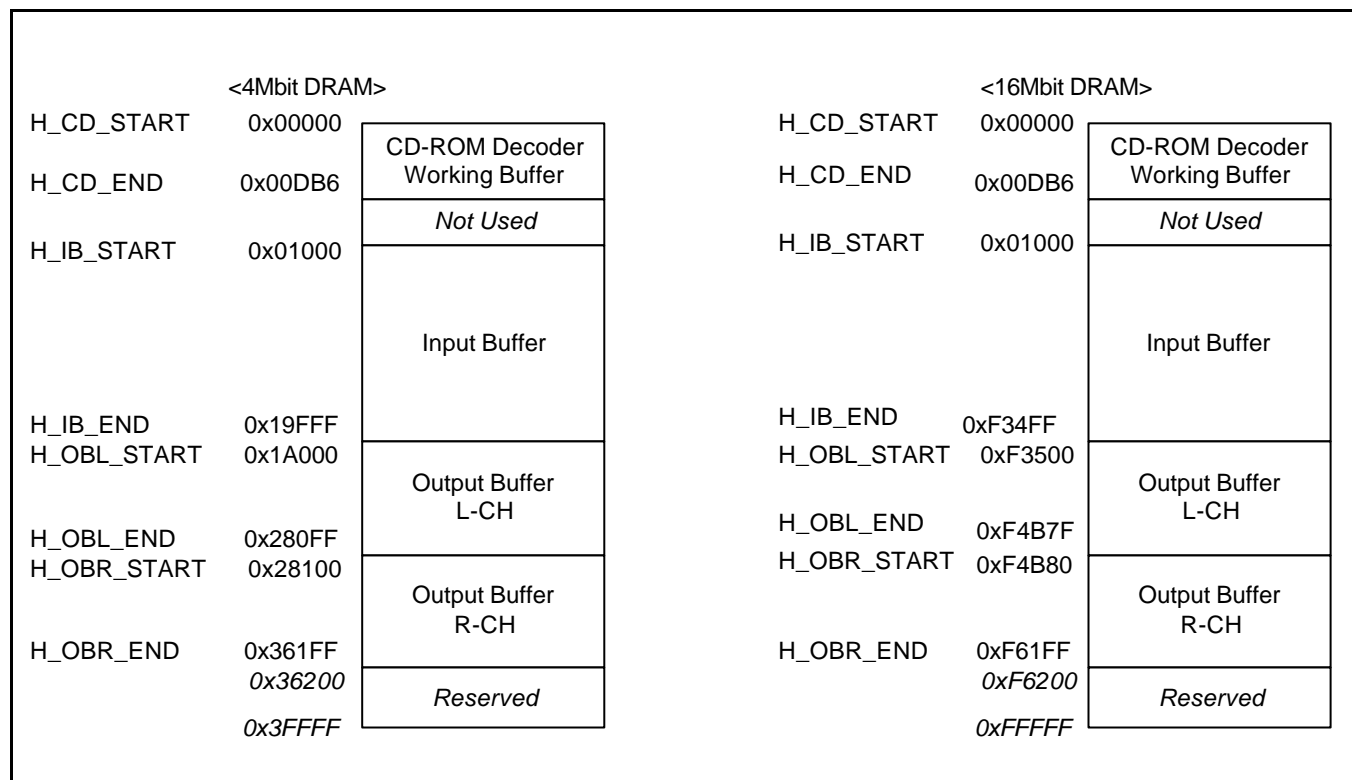 <4Mbit DRAM>
H_CD_START 0x00000
CD-ROM Decoder
Working Buffer
H_CD_END 0x00DB6
Not Used
H_IB_START 0x01000
Input Buffer
H_IB_END 0x19FFF
H_OBL_START 0x1A000
Output Buffer
L-CH
H_OBL_END 0x280FF
H_OBR_START 0x28100
Output Buffer
R-CH
H_OBR_END 0x361FF
0x36200
Reserved
0x3FFFF
<16Mbit DRAM>
H_CD_START 0x00000
CD-ROM Decoder
Working Buffer
H_CD_END 0x00DB6
Not Used
H_IB_START 0x01000
Input Buffer
H_IB_END 0xF34FF
H_OBL_START 0xF3500
Output Buffer
L-CH
H_OBL_END 0xF4B7F
H_OBR_START 0xF4B80
Output Buffer
R-CH
H_OBR_END 0xF61FF
0xF6200
Reserved
0xFFFFF